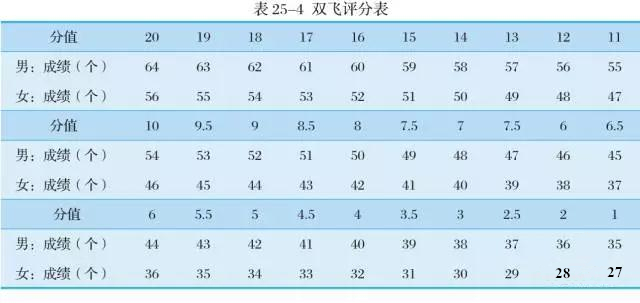 表 25–4 双飞评分表
分值 20 19 18 17 16 15 14 13 12 11
男：成绩（个） 64 63 62 61 60 59 58 57 56 55
女：成绩（个） 56 55 54 53 52 51 50 49 48 47
分值 10 9.5 9 8.5 8 7.5 7 7.5 6 6.5
男：成绩（个） 54 53 52 51 50 49 48 47 46 45
女：成绩（个） 46 45 44 43 42 41 40 39 38 37
分值 6 5.5 5 4.5 4 3.5 3 2.5 2 1
男：成绩（个） 44 43 42 41 40 39 38 37 36 35
女：成绩（个） 36 35 34 33 32 31 30 29 28 27